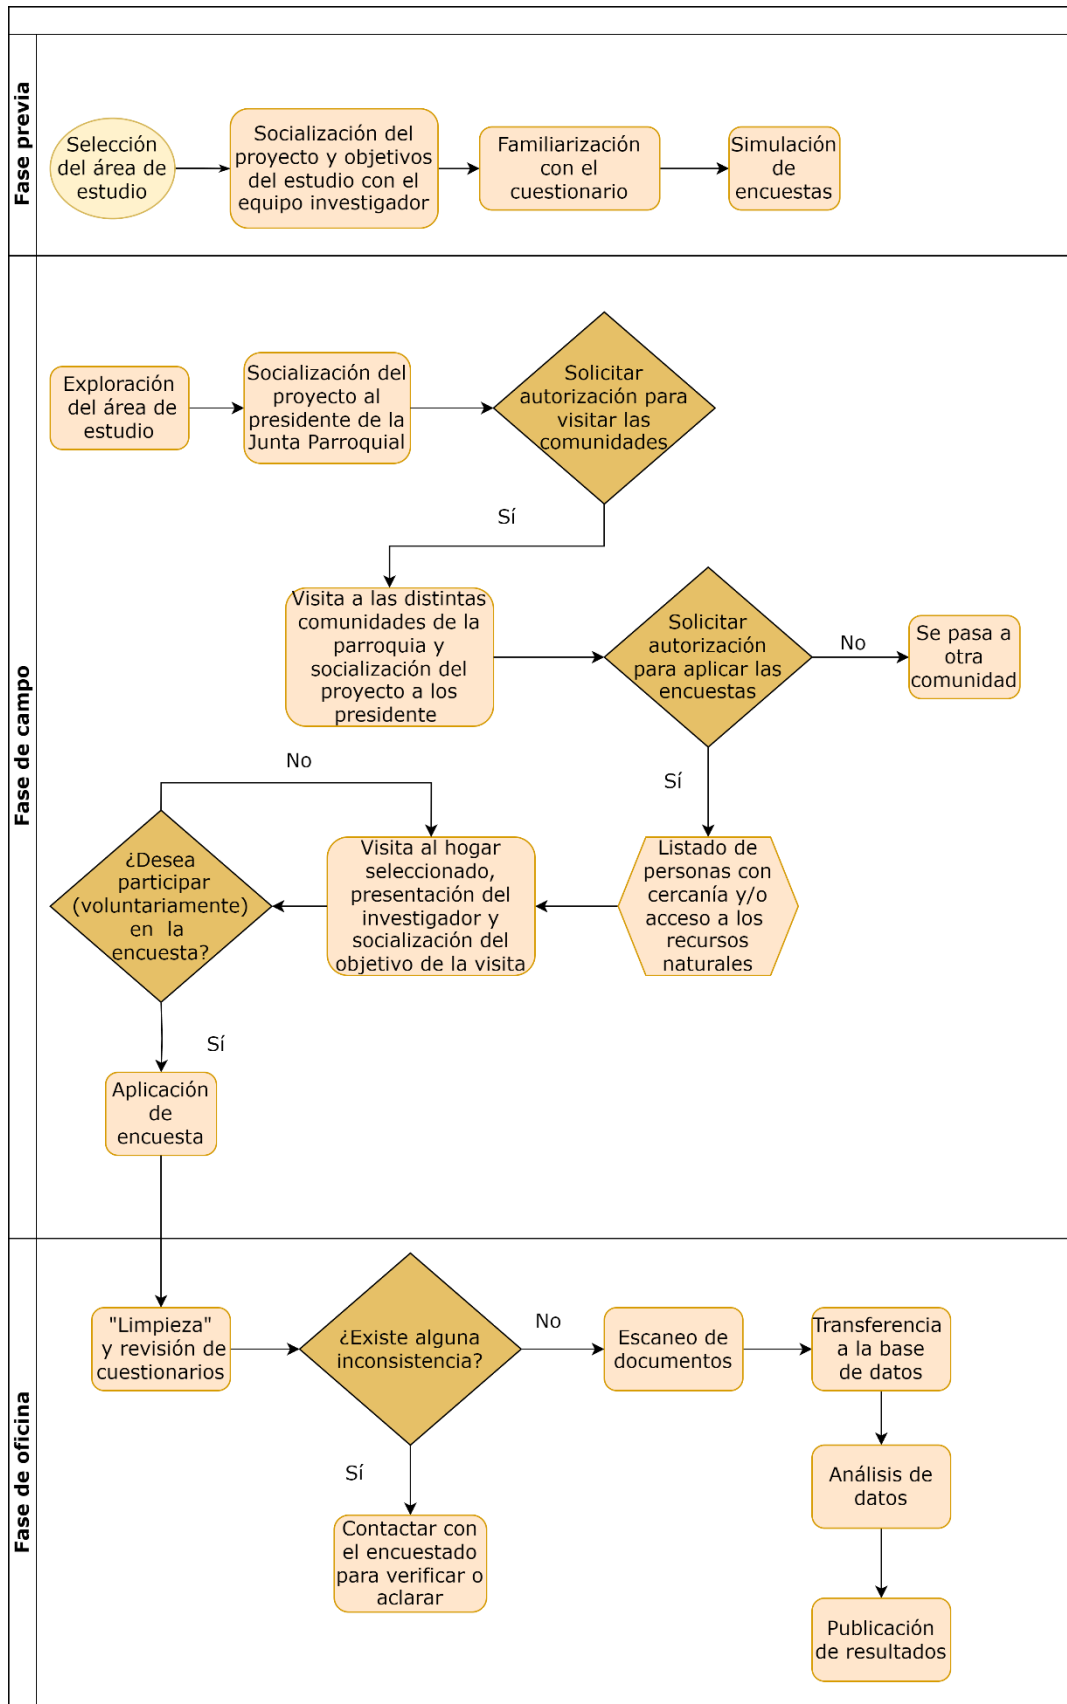 Fase previa
Selección
del área de
estudio
Socialización del
proyecto y objetivos
del estudio con el
equipo investigador
Familiarización
con el
cuestionario
Simulación
de
encuestas
Fase de campo
Exploración
del área de
estudio
Socialización del
proyecto al
presidente de la
Junta Parroquial
Solicitar
autorización para
visitar las
comunidades
Sí
Visita a las distintas
comunidades de la
parroquia y
socialización del
proyecto a los
presidente
Solicitar
autorización
para aplicar las
encuestas
No
Se pasa a
otra
comunidad
Sí
Listado de
personas con
cercanía y/o
acceso a los
recursos
naturales
Visita al hogar
seleccionado,
presentación del
investigador y
socialización del
objetivo de la visita
No
¿Desea
participar
(voluntariamente)
en la
encuesta?
Sí
Aplicación
de
encuesta
Fase de oficina
"Limpieza"
y revisión de
cuestionarios
¿Existe alguna
inconsistencia?
No
Escaneo de
documentos
Transferencia
a la base
de datos
Sí
Contactar con
el encuestado
para verificar o
aclarar
Análisis de
datos
Publicación
de resultados